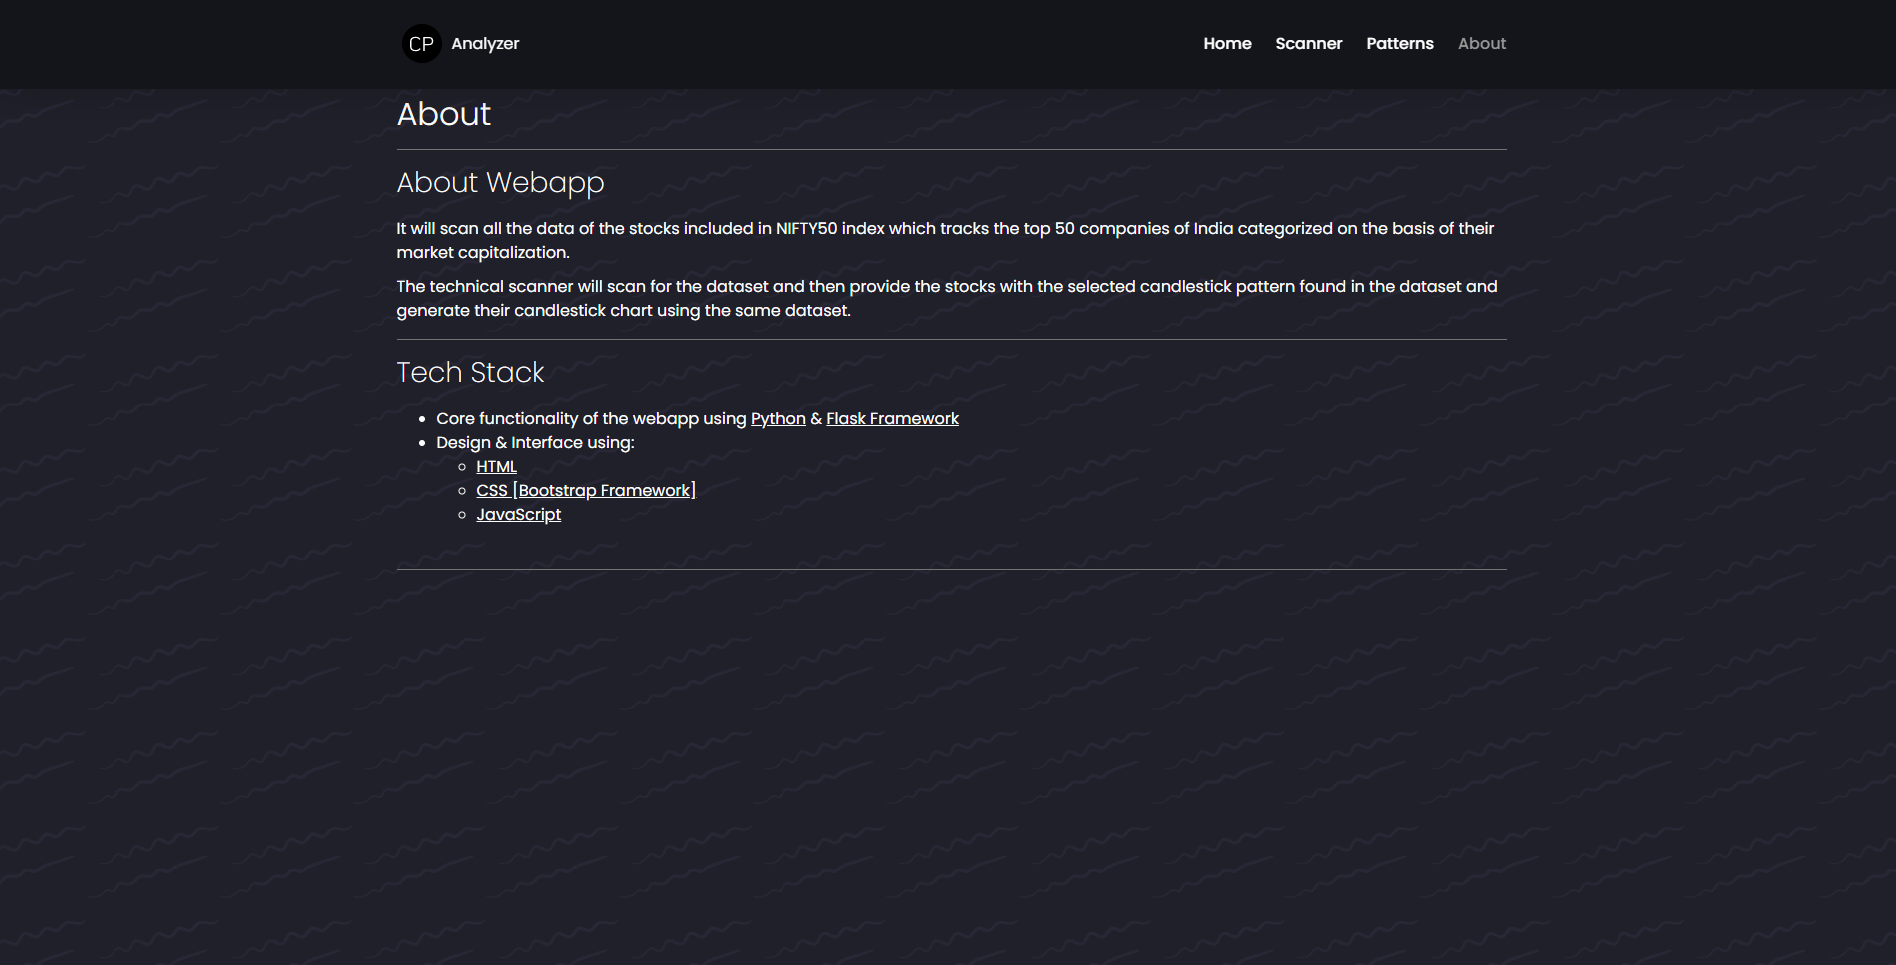 CP Analyzer
Home Scanner Patterns About
About
About Webapp
It will scan all the data of the stocks included in NIFTY50 index which tracks the top 50 companies of India categorized on the basis of their
market capitalization.
The technical scanner will scan for the dataset and then provide the stocks with the selected candlestick pattern found in the dataset and
generate their candlestick chart using the same dataset.
Tech Stack
Core functionality of the webapp using Python & Flask Framework
Design & Interface using:
HTML
CSS [Bootstrap Framework]
JavaScript